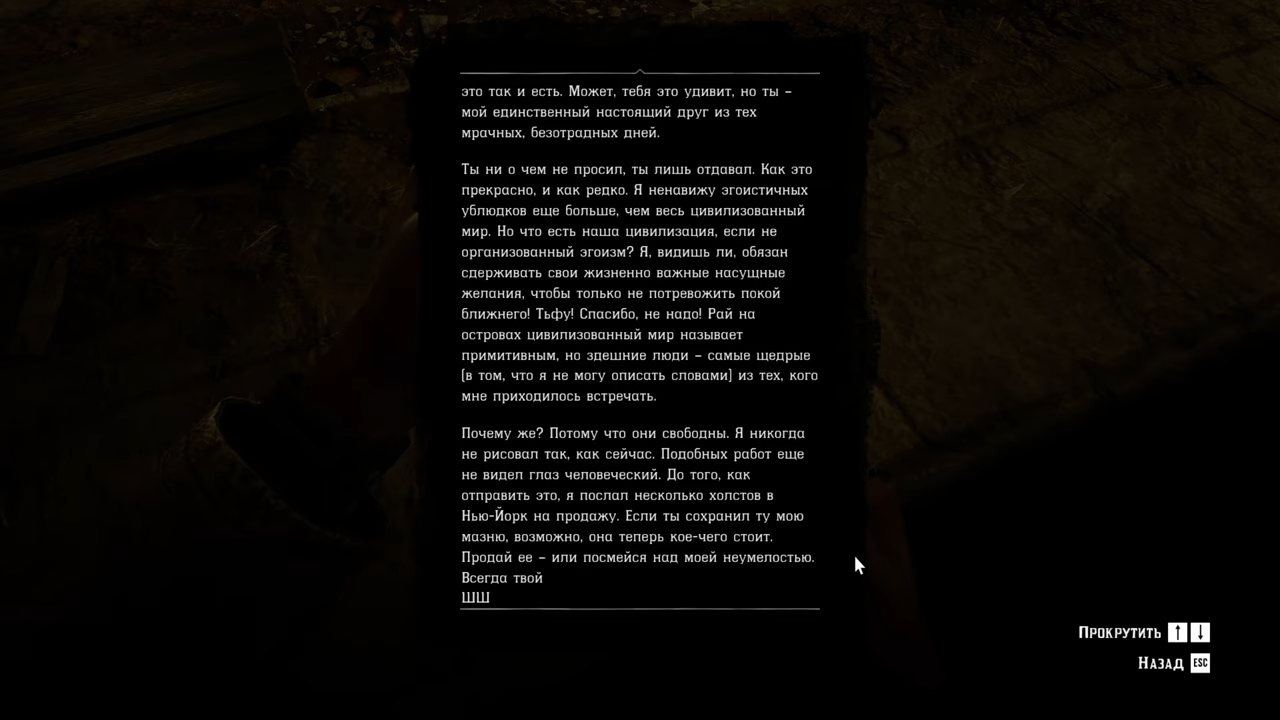 это так и есть. Может, тебя это удивит, но ты –
мой единственный настоящий друг из тех
мрачных, безотрадных дней.
Ты ни о чем не просил, ты лишь отдавал. Как это
прекрасно, и как редко. Я ненавижу эгоистичных
ублюдков еще больше, чем весь цивилизованный
мир. Но что есть наша цивилизация, если не
организованный эгоизм? Я, видишь ли, обязан
сдерживать свои жизненно важные насущные
желания, чтобы только не потревожить покой
ближнего! Тьфу! Спасибо, не надо! Рай на
островах цивилизованный мир называет
примитивным, но здешние люди – самые щедрые
(в том, что я не могу описать словами) из тех, кого
мне приходилось встречать.
Почему же? Потому что они свободны. Я никогда
не рисовал так, как сейчас. Подобных работ еще
не видел глаз человеческий. До того, как
отправить это, я послал несколько холстов в
Нью-Йорк на продажу. Если ты сохранил ту мою
мазню, возможно, она теперь кое-чего стоит.
Продай ее – или посмейся над моей неумелостью.
Всегда твой
ШШ
Прокрутить ↑ ↓
Назад ESC